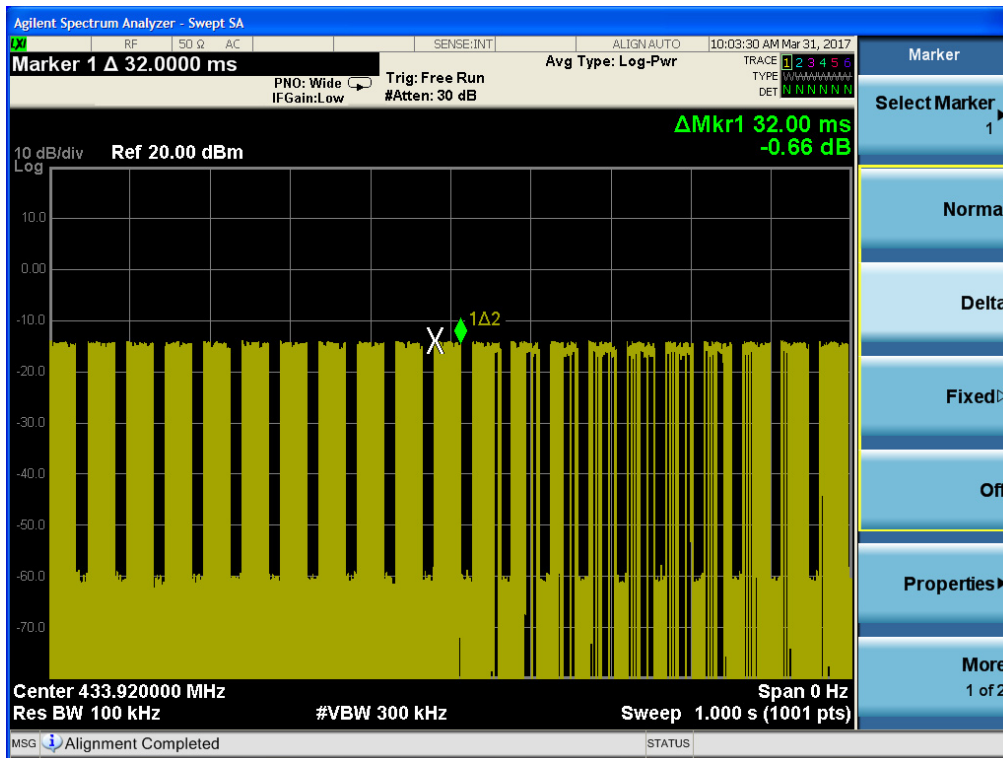 Agilent Spectrum Analyzer - Swept SA
LXI RF 50 Ω AC SENSE:INT ALIGN AUTO 10:03:30 AM Mar 31, 2017
Marker 1 Δ 32.0000 ms
PNO: Wide
IFGain:Low
Trig: Free Run
#Atten: 30 dB
Avg Type: Log-Pwr
TRACE 1 2 3 4 5 6
TYPE
DET N N N N N N
ΔMkr1 32.00 ms
-0.66 dB
10 dB/div Ref 20.00 dBm
Log
10.0
0.00
-10.0
1Δ2
X
-20.0
-30.0
-40.0
-50.0
-60.0
-70.0
Center 433.920000 MHz Span 0 Hz
Res BW 100 kHz #VBW 300 kHz Sweep 1.000 s (1001 pts)
MSG Alignment Completed STATUS
Marker
Select Marker
1
Norma
Delta
Fixed
Off
Properties
More
1 of 2